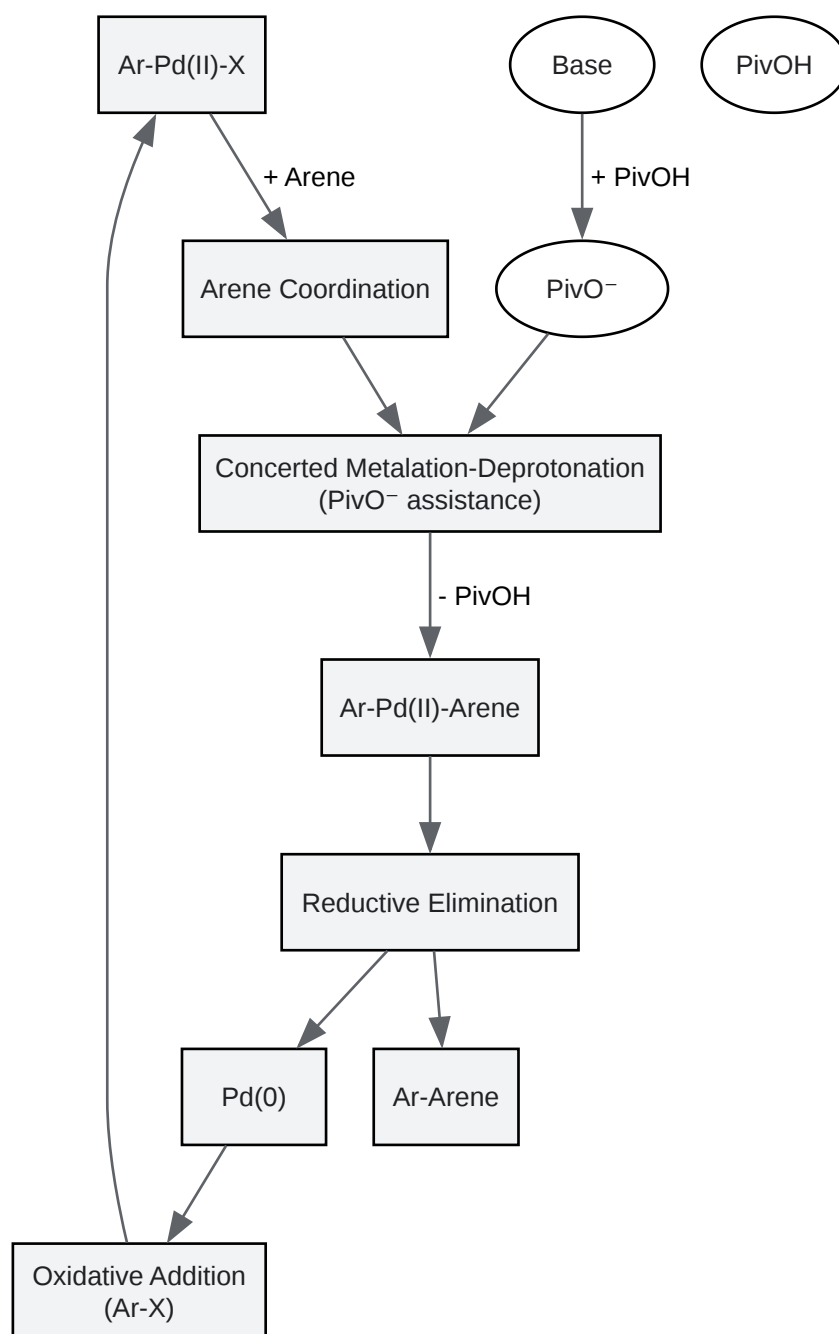 Ar-Pd(II)-X
Base
PivOH
+ Arene
+ PivOH
Arene Coordination
PivO⁻
Concerted Metalation-Deprotonation
(PivO⁻ assistance)
- PivOH
Ar-Pd(II)-Arene
Reductive Elimination
Pd(0)
Ar-Arene
Oxidative Addition
(Ar-X)